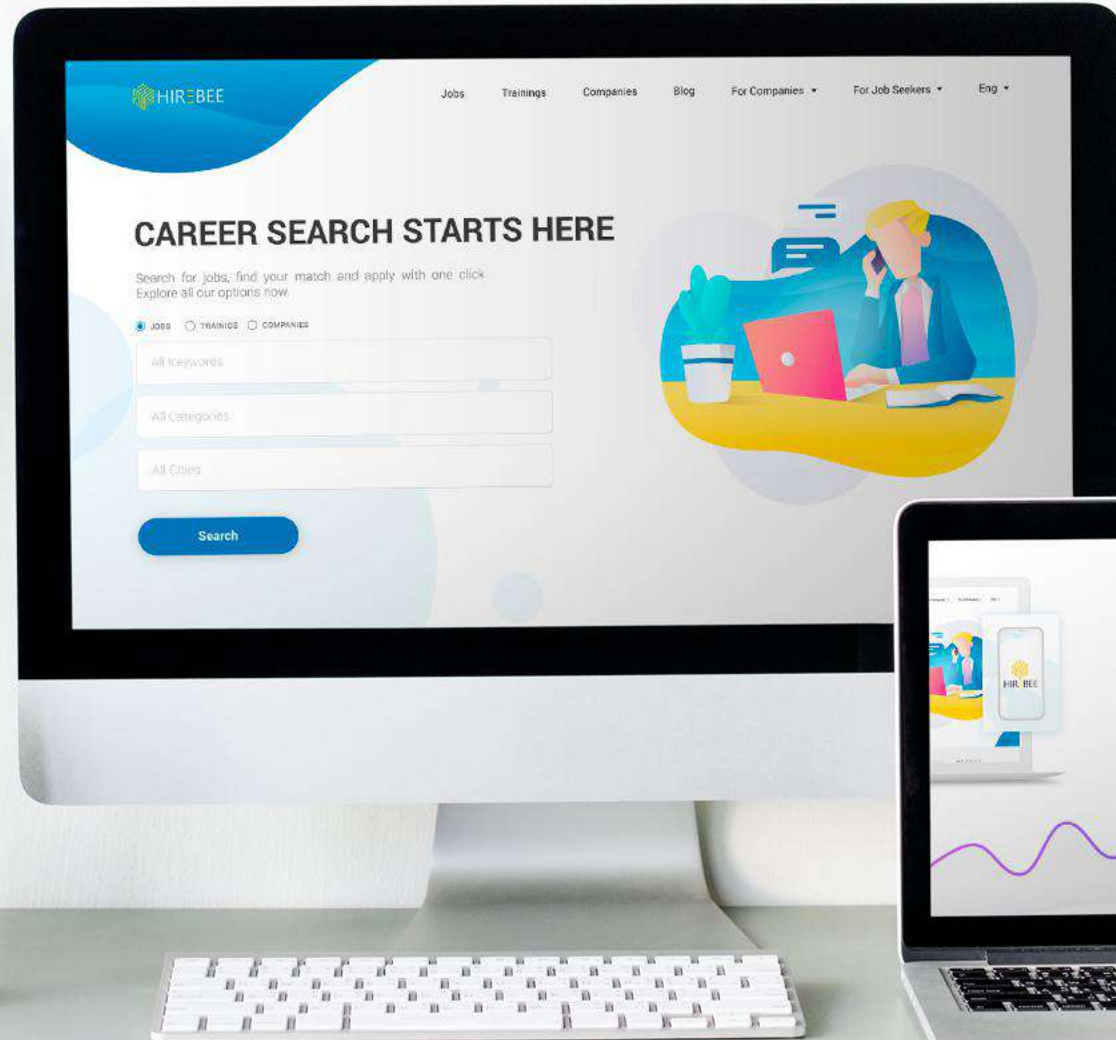 HIREBEE
Jobs Trainings Companies Blog For Companies For Job Seekers Eng
CAREER SEARCH STARTS HERE
Search for jobs, find your match and apply with one click.
Explore all our options now.
JOBS TRAINIGS COMPANIES
All Keywords
All Categories
All Cities
Search
HIREBEE